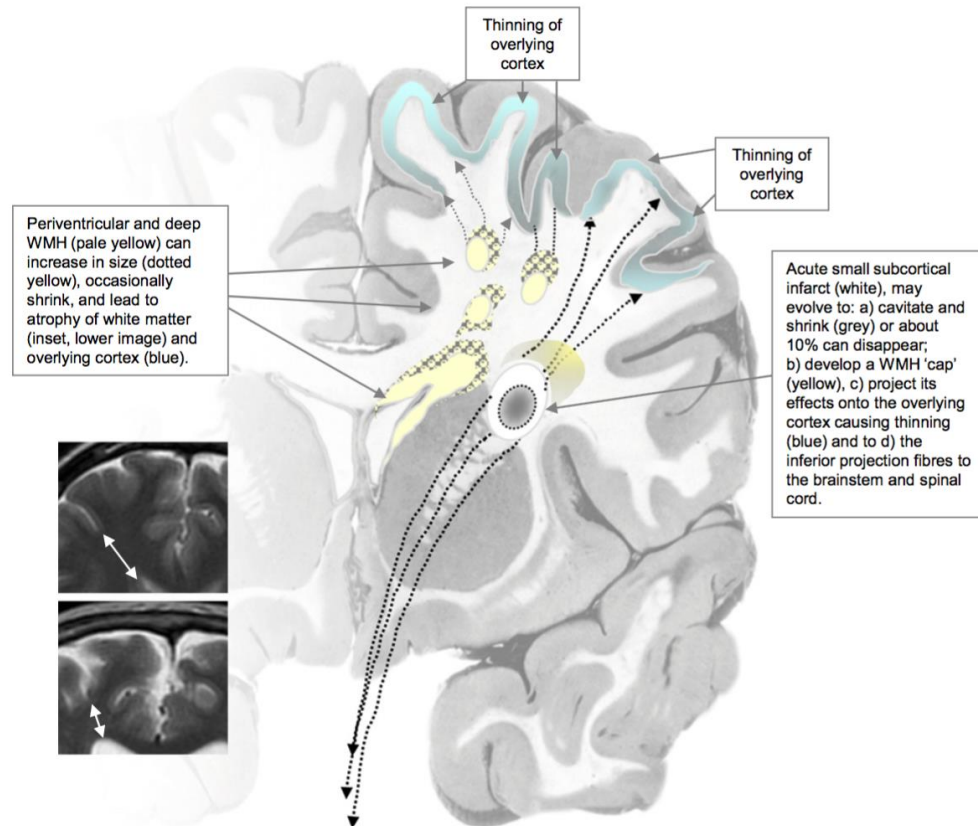 Thinning of
overlying
cortex
Thinning of
overlying
cortex
Periventricular and deep
WMH (pale yellow) can
increase in size (dotted
yellow), occasionally
shrink, and lead to
atrophy of white matter
(inset, lower image) and
overlying cortex (blue).
Acute small subcortical
infarct (white), may
evolve to: a) cavitate and
shrink (grey) or about
10% can disappear;
b) develop a WMH ‘cap’
(yellow), c) project its
effects onto the overlying
cortex causing thinning
(blue) and to d) the
inferior projection fibres to
the brainstem and spinal
cord.